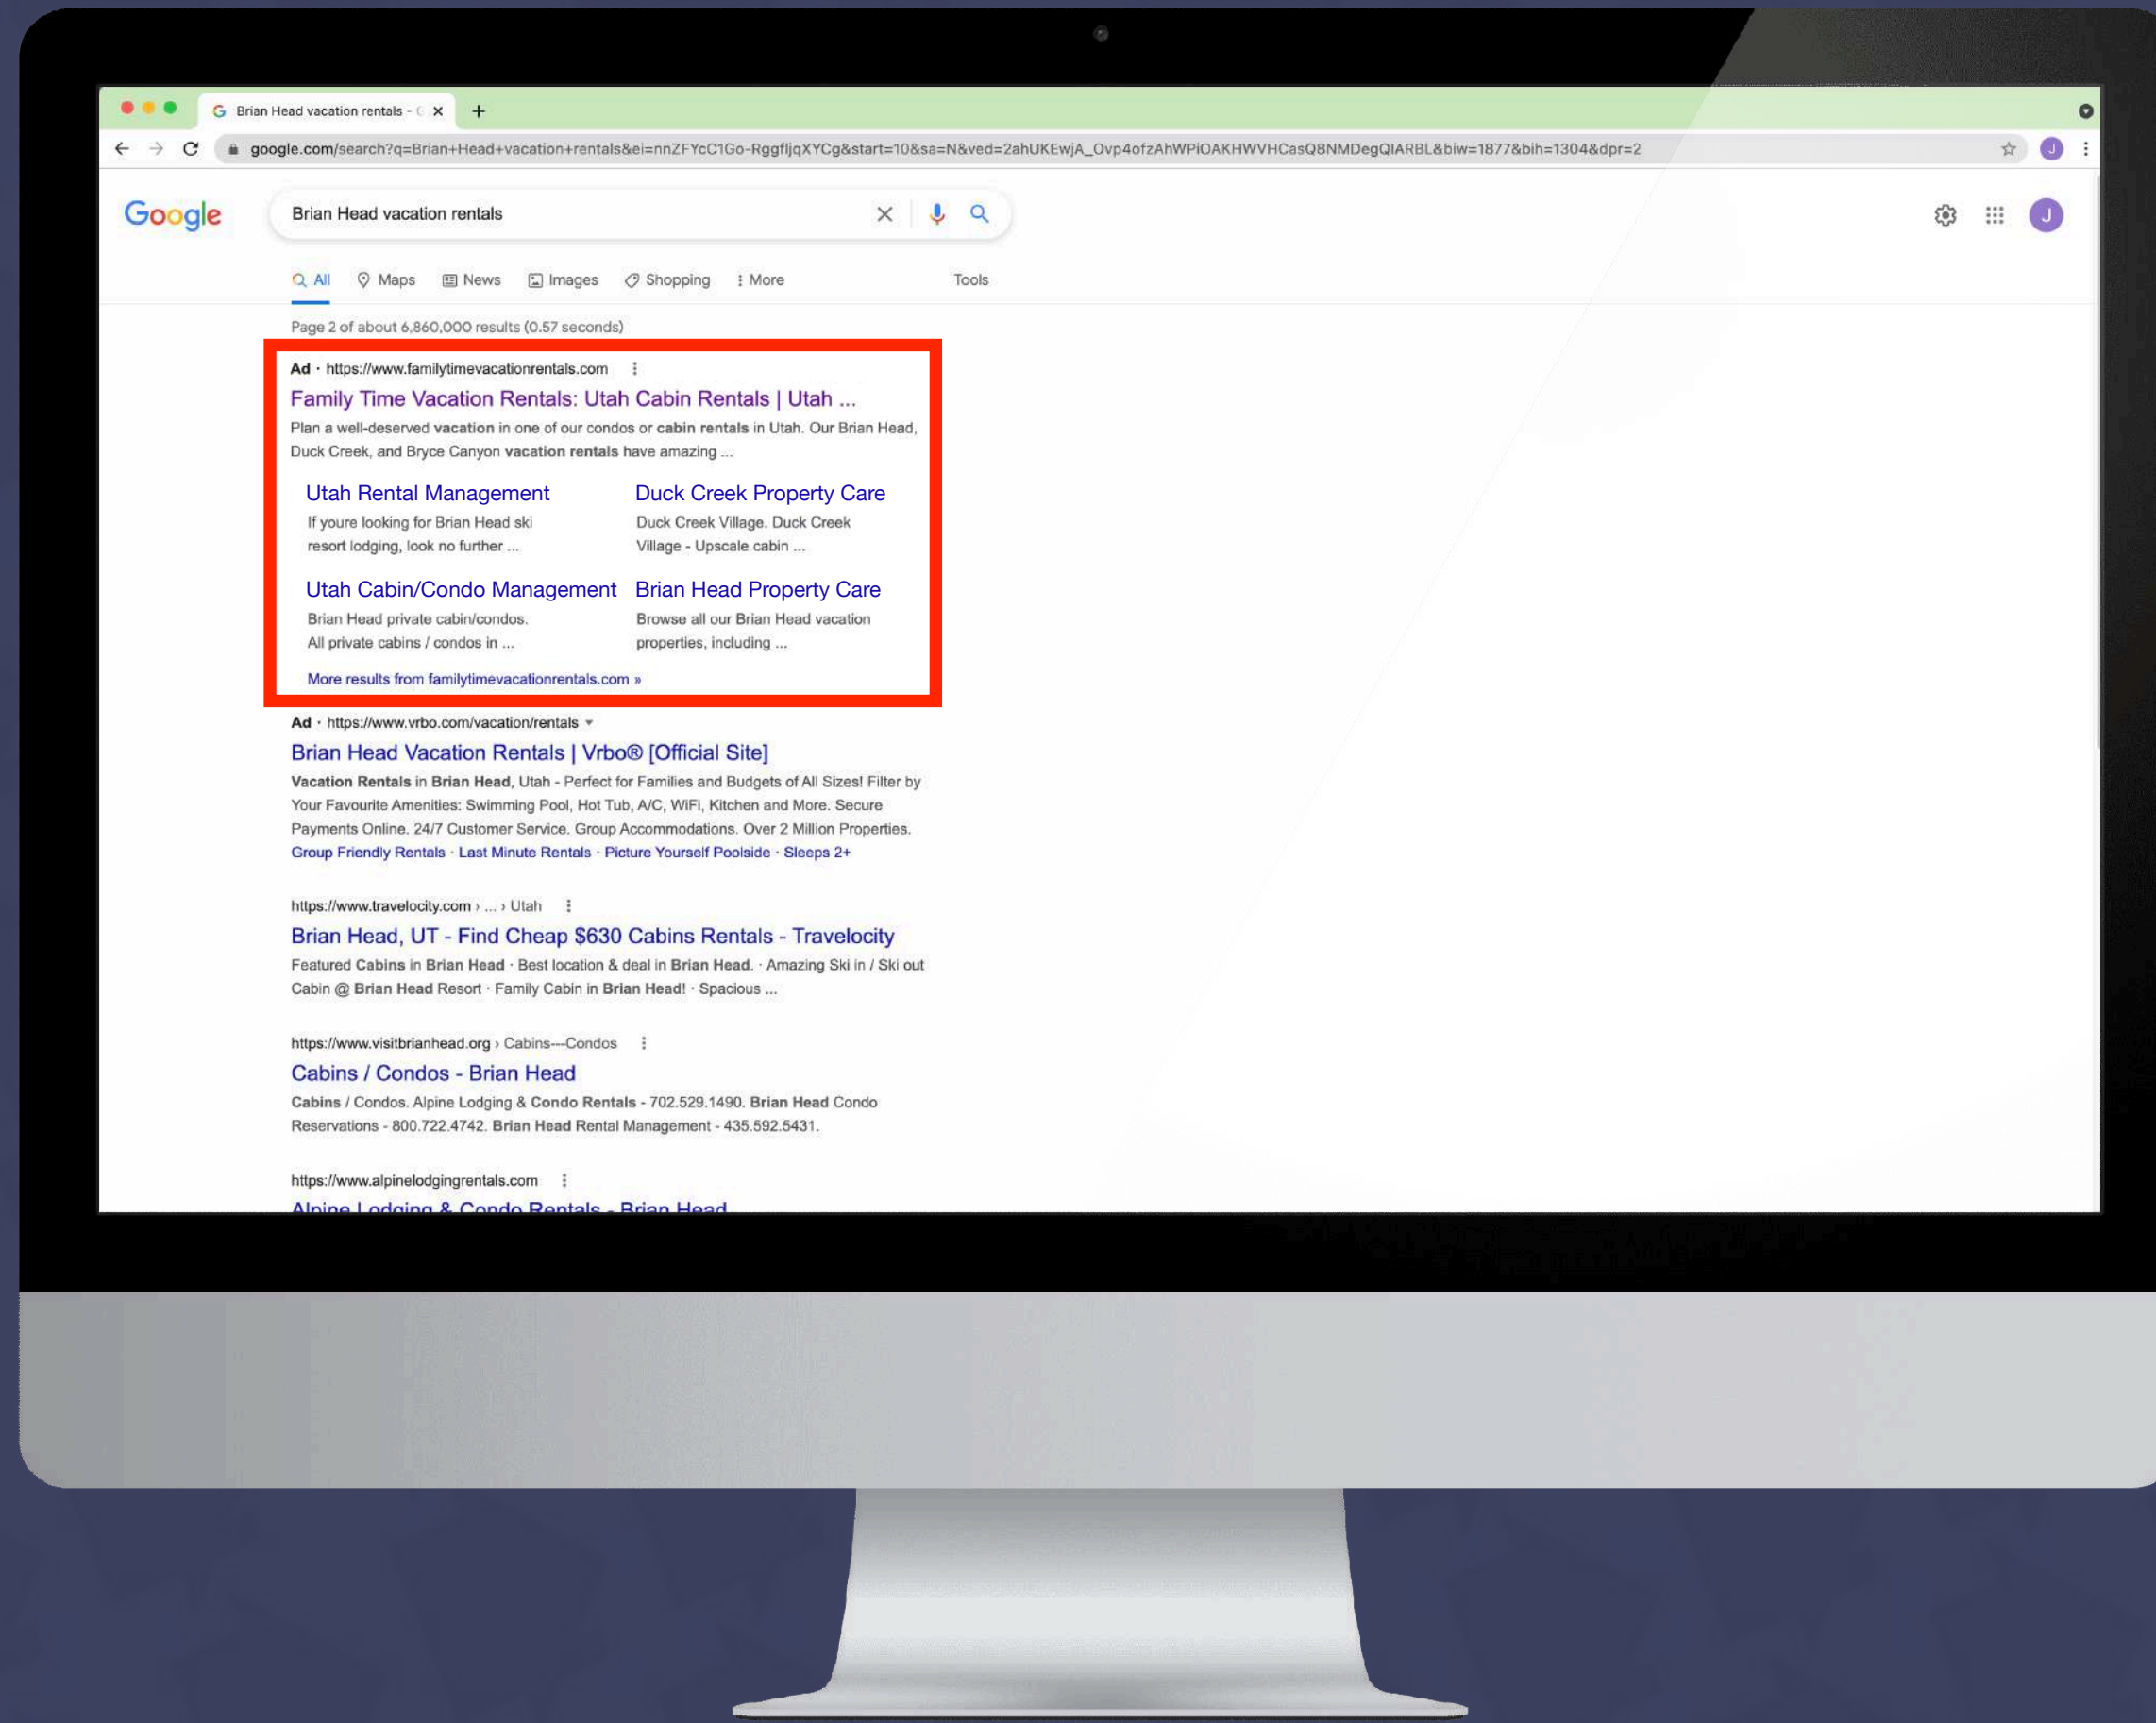 Brian Head vacation rentals - G
google.com/search?q=Brian+Head+vacation+rentals&ei=nnZFYcC1Go-RggfljqXYCg&start=10&sa=N&ved=2ahUKEwjA_Ovp4ofzAhWPiOAKHWVHCasQ8NMDegQIARBL&biw=1877&bih=1304&dpr=2
J
Google
Brian Head vacation rentals
J
All Maps News Images Shopping More Tools
Page 2 of about 6,860,000 results (0.57 seconds)
Ad · https://www.familytimevacationrentals.com
Family Time Vacation Rentals: Utah Cabin Rentals | Utah ...
Plan a well-deserved vacation in one of our condos or cabin rentals in Utah. Our Brian Head,
Duck Creek, and Bryce Canyon vacation rentals have amazing ...
Utah Rental Management
If youre looking for Brian Head ski
resort lodging, look no further ...
Duck Creek Property Care
Duck Creek Village. Duck Creek
Village - Upscale cabin ...
Utah Cabin/Condo Management
Brian Head private cabin/condos.
All private cabins / condos in ...
Brian Head Property Care
Browse all our Brian Head vacation
properties, including ...
More results from familytimevacationrentals.com »
Ad · https://www.vrbo.com/vacation/rentals
Brian Head Vacation Rentals | Vrbo® [Official Site]
Vacation Rentals in Brian Head, Utah - Perfect for Families and Budgets of All Sizes! Filter by
Your Favourite Amenities: Swimming Pool, Hot Tub, A/C, WiFi, Kitchen and More. Secure
Payments Online. 24/7 Customer Service. Group Accommodations. Over 2 Million Properties.
Group Friendly Rentals · Last Minute Rentals · Picture Yourself Poolside · Sleeps 2+
https://www.travelocity.com › ... › Utah
Brian Head, UT - Find Cheap $630 Cabins Rentals - Travelocity
Featured Cabins in Brian Head · Best location & deal in Brian Head. · Amazing Ski in / Ski out
Cabin @ Brian Head Resort · Family Cabin in Brian Head! · Spacious ...
https://www.visitbrianhead.org › Cabins---Condos
Cabins / Condos - Brian Head
Cabins / Condos. Alpine Lodging & Condo Rentals - 702.529.1490. Brian Head Condo
Reservations - 800.722.4742. Brian Head Rental Management - 435.592.5431.
https://www.alpinelodgingrentals.com
Alpine Lodging & Condo Rentals - Brian Head